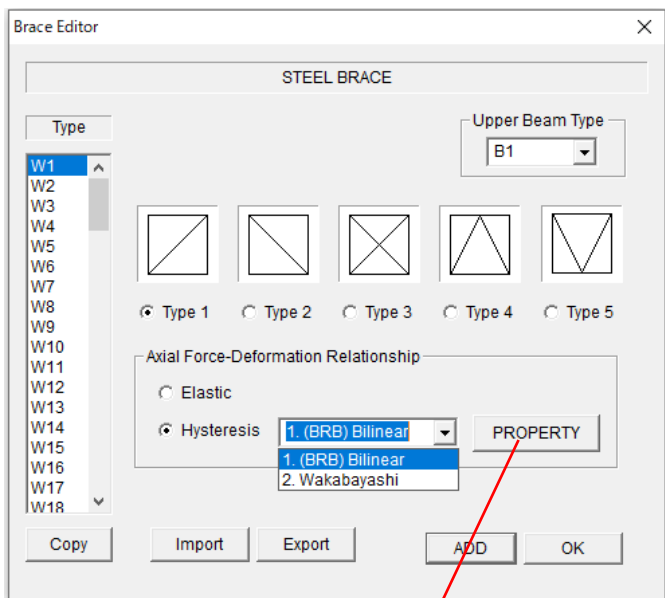 Brace Editor
STEEL BRACE
Type
Upper Beam Type
B1
W1
W2
W3
W4
W5
W6
W7
W8
W9
W10
W11
W12
W13
W14
W15
W16
W17
W18
Type 1
Type 2
Type 3
Type 4
Type 5
Axial Force-Deformation Relationship
Elastic
Hysteresis
1. (BRB) Bilinear
PROPERTY
1. (BRB) Bilinear
2. Wakabayashi
Copy
Import
Export
ADD
OK